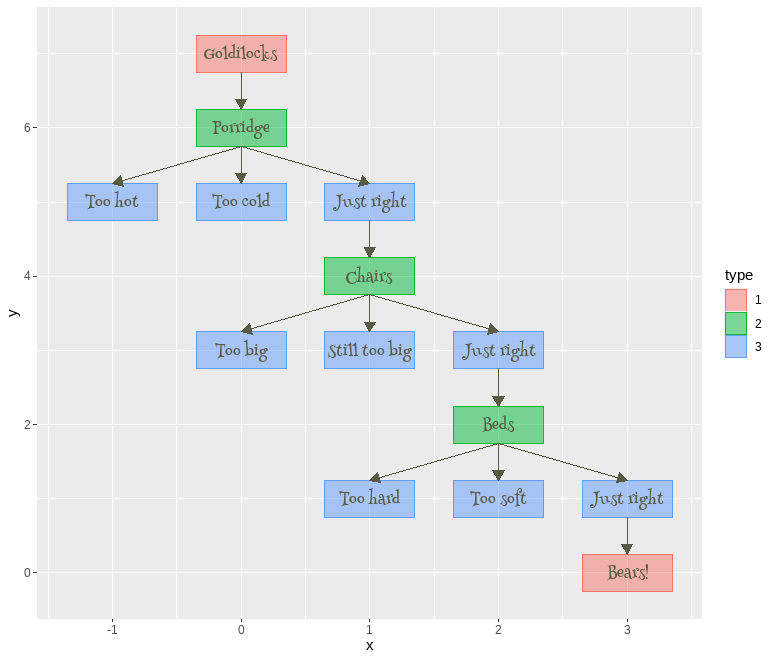 Goldilocks
Porridge
Too hot
Too cold
Just right
Chairs
Too big
Still too big
Just right
Beds
Too hard
Too soft
Just right
Bears!
y
6
4
2
0
-1
0
1
2
3
x
type
1
2
3